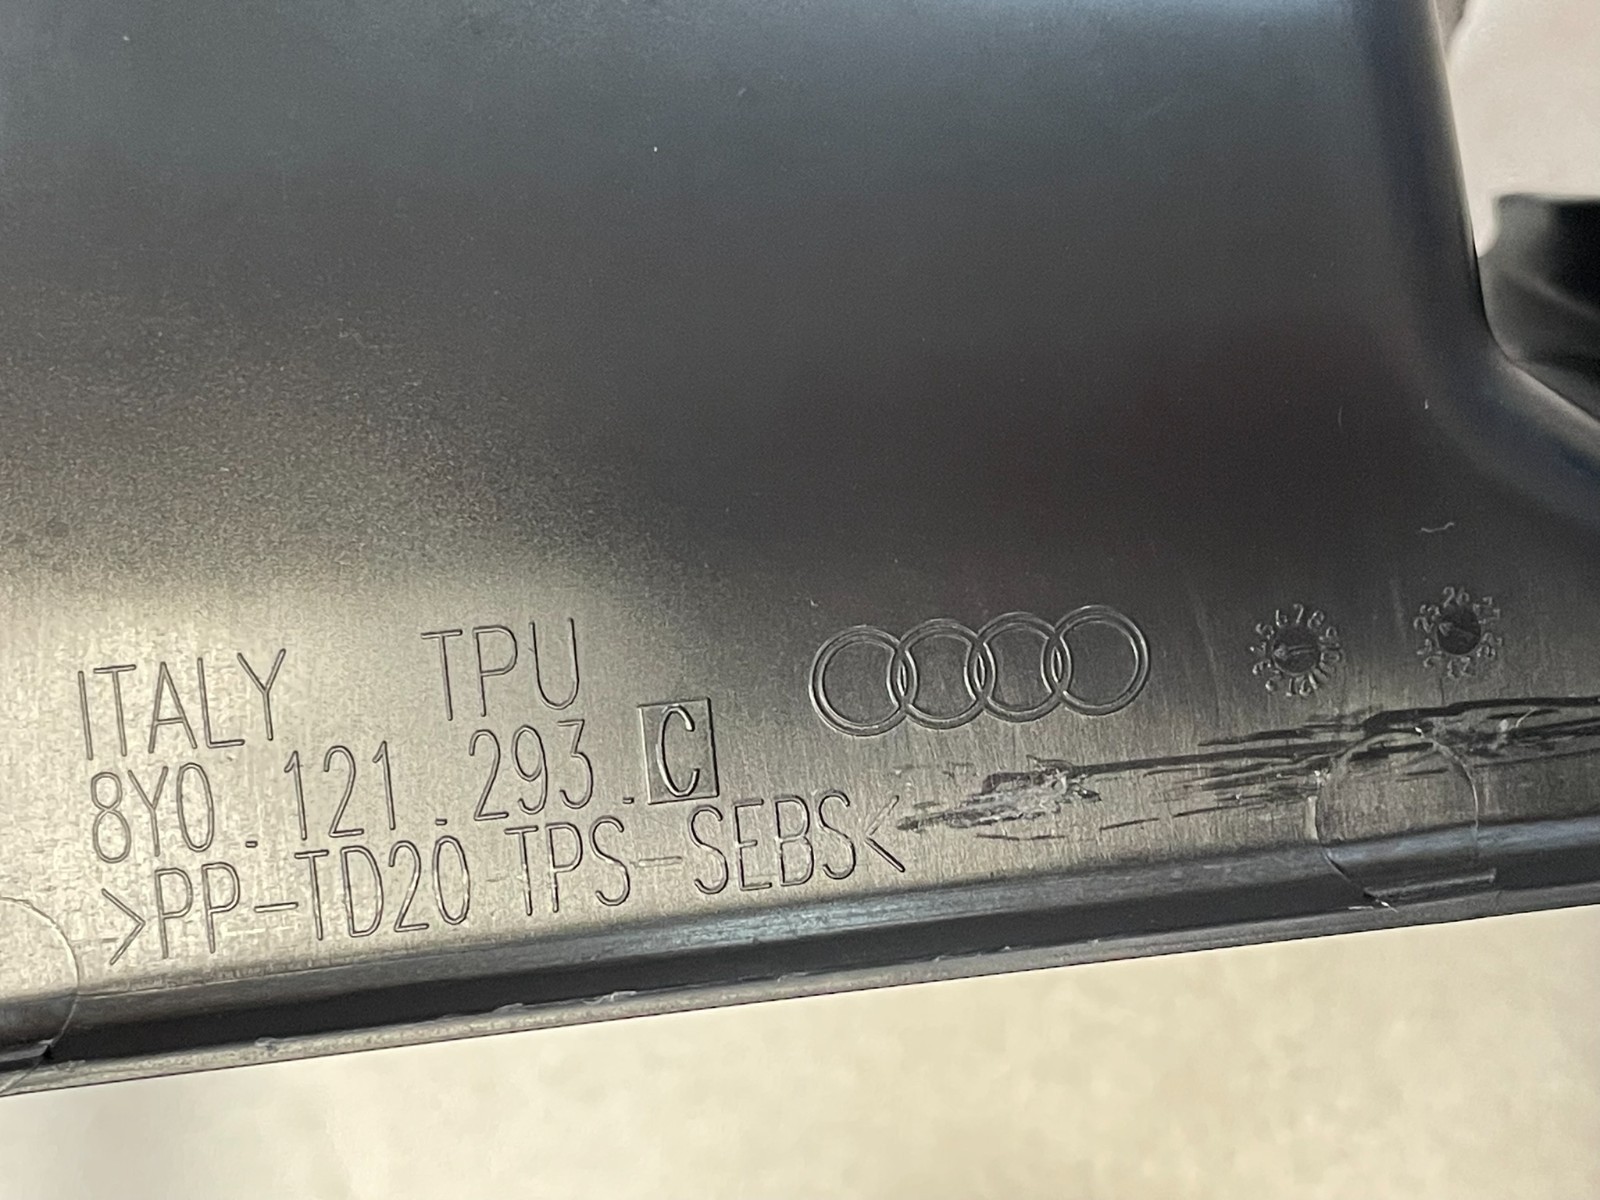 ITALY TPU
8Y0.121.293.C
>PP-TD20 TPS-SEBS<